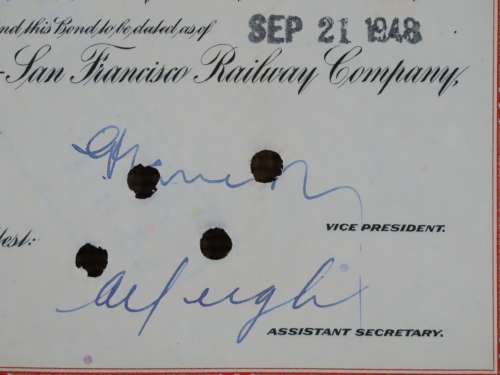 and this Bond to be dated as of SEP 21 1948
-San Francisco Railway Company,
VICE PRESIDENT.
ASSISTANT SECRETARY.